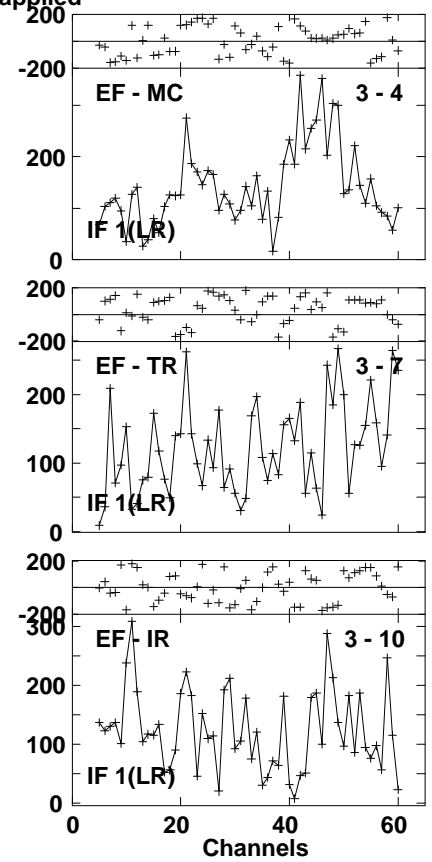 applied
200
-200
EF - MC 3 - 4
200
IF 1(LR)
0
200
-200
EF - TR 3 - 7
200
100
IF 1(LR)
0
200
-200
300
EF - IR 3 - 10
200
100
IF 1(LR)
0
0 20 40 60
Channels